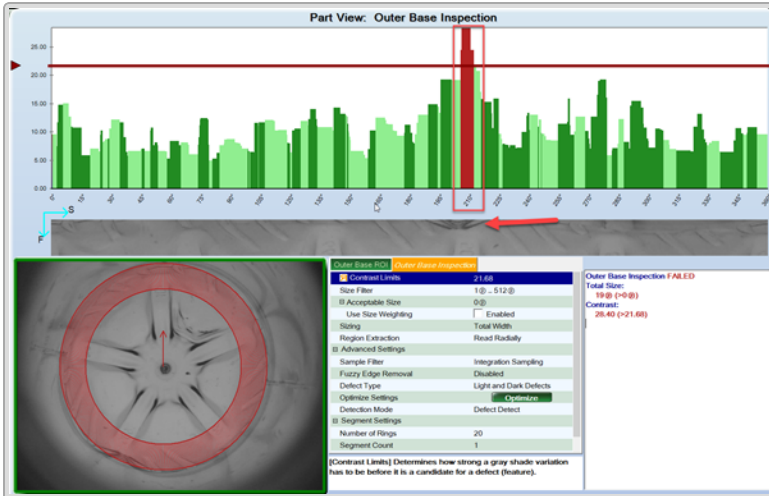 Part View: Outer Base Inspection
25.00
20.00
15.00
10.00
5.00
0.00
0° 15° 30° 45° 60° 75° 90° 105° 120° 135° 150° 165° 180° 195° 210° 225° 240° 255° 270° 285° 300° 315° 330° 345° 360°
S
F
Outer Base ROI Outer Base Inspection
Contrast Limits 21.68
Size Filter 1 .. 512
Acceptable Size 0
Use Size Weighting Enabled
Sizing Total Width
Region Extraction Read Radially
Advanced Settings
Sample Filter Integration Sampling
Fuzzy Edge Removal Disabled
Defect Type Light and Dark Defects
Optimize Settings Optimize
Detection Mode Defect Detect
Segment Settings
Number of Rings 20
Segment Count 1
[Contrast Limits] Determines how strong a gray shade variation
has to be before it is a candidate for a defect (feature).
Outer Base Inspection FAILED
Total Size:
19 (>0)
Contrast:
28.40 (>21.68)